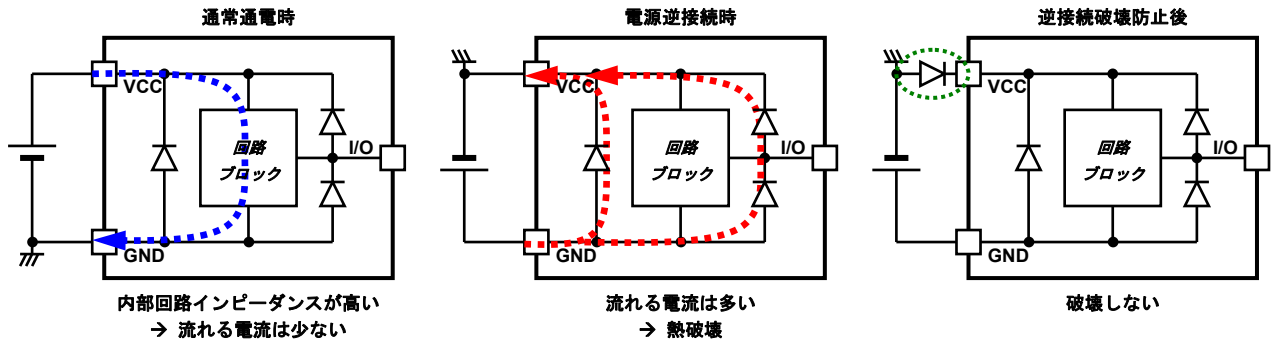 通常通電時
VCC
回路
ブロック
I/O
GND
内部回路インピーダンスが高い
→ 流れる電流は少ない
電源逆接続時
VCC
回路
ブロック
I/O
GND
流れる電流は多い
→ 熱破壊
逆接続破壊防止後
VCC
回路
ブロック
I/O
GND
破壊しない